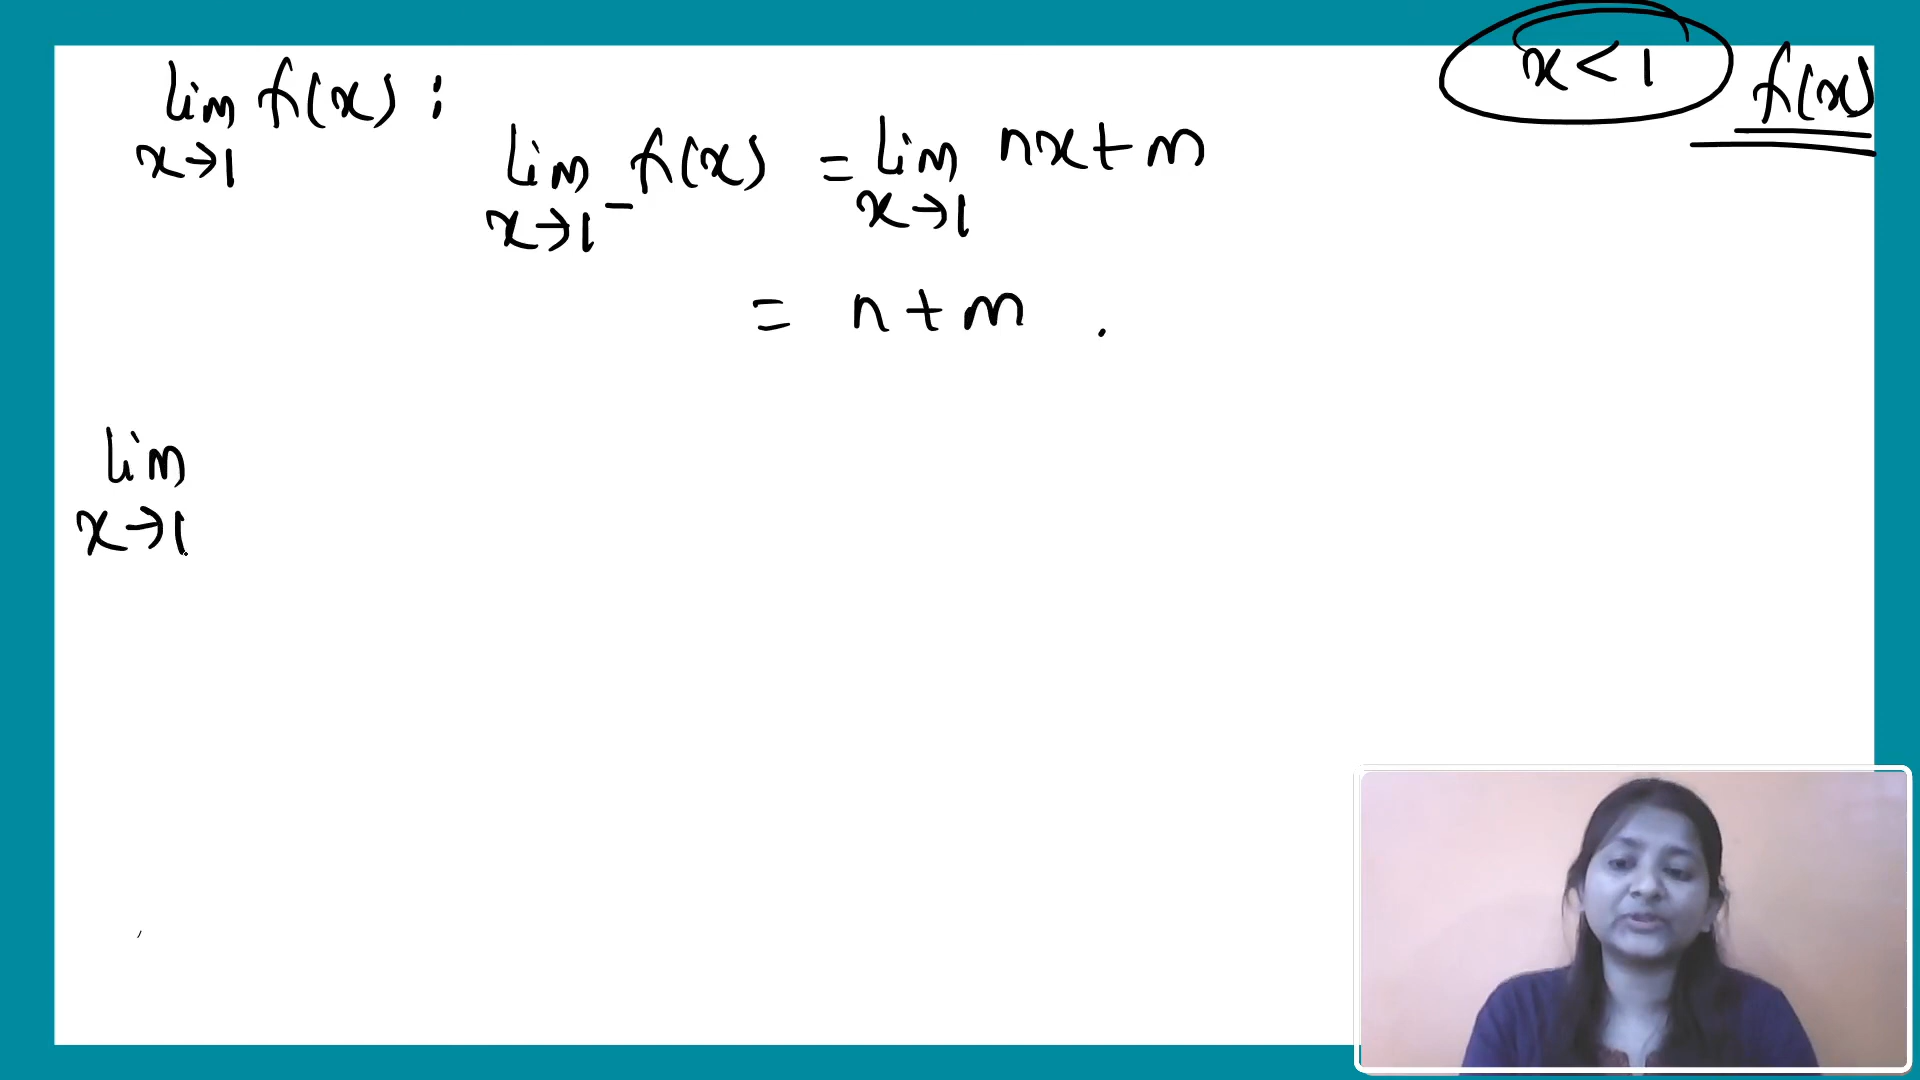 x < 1
f(x)
lim f(x) :
x→1
lim f(x) = lim nx + m
x→1⁻ x→1
= n + m .
lim
x→1